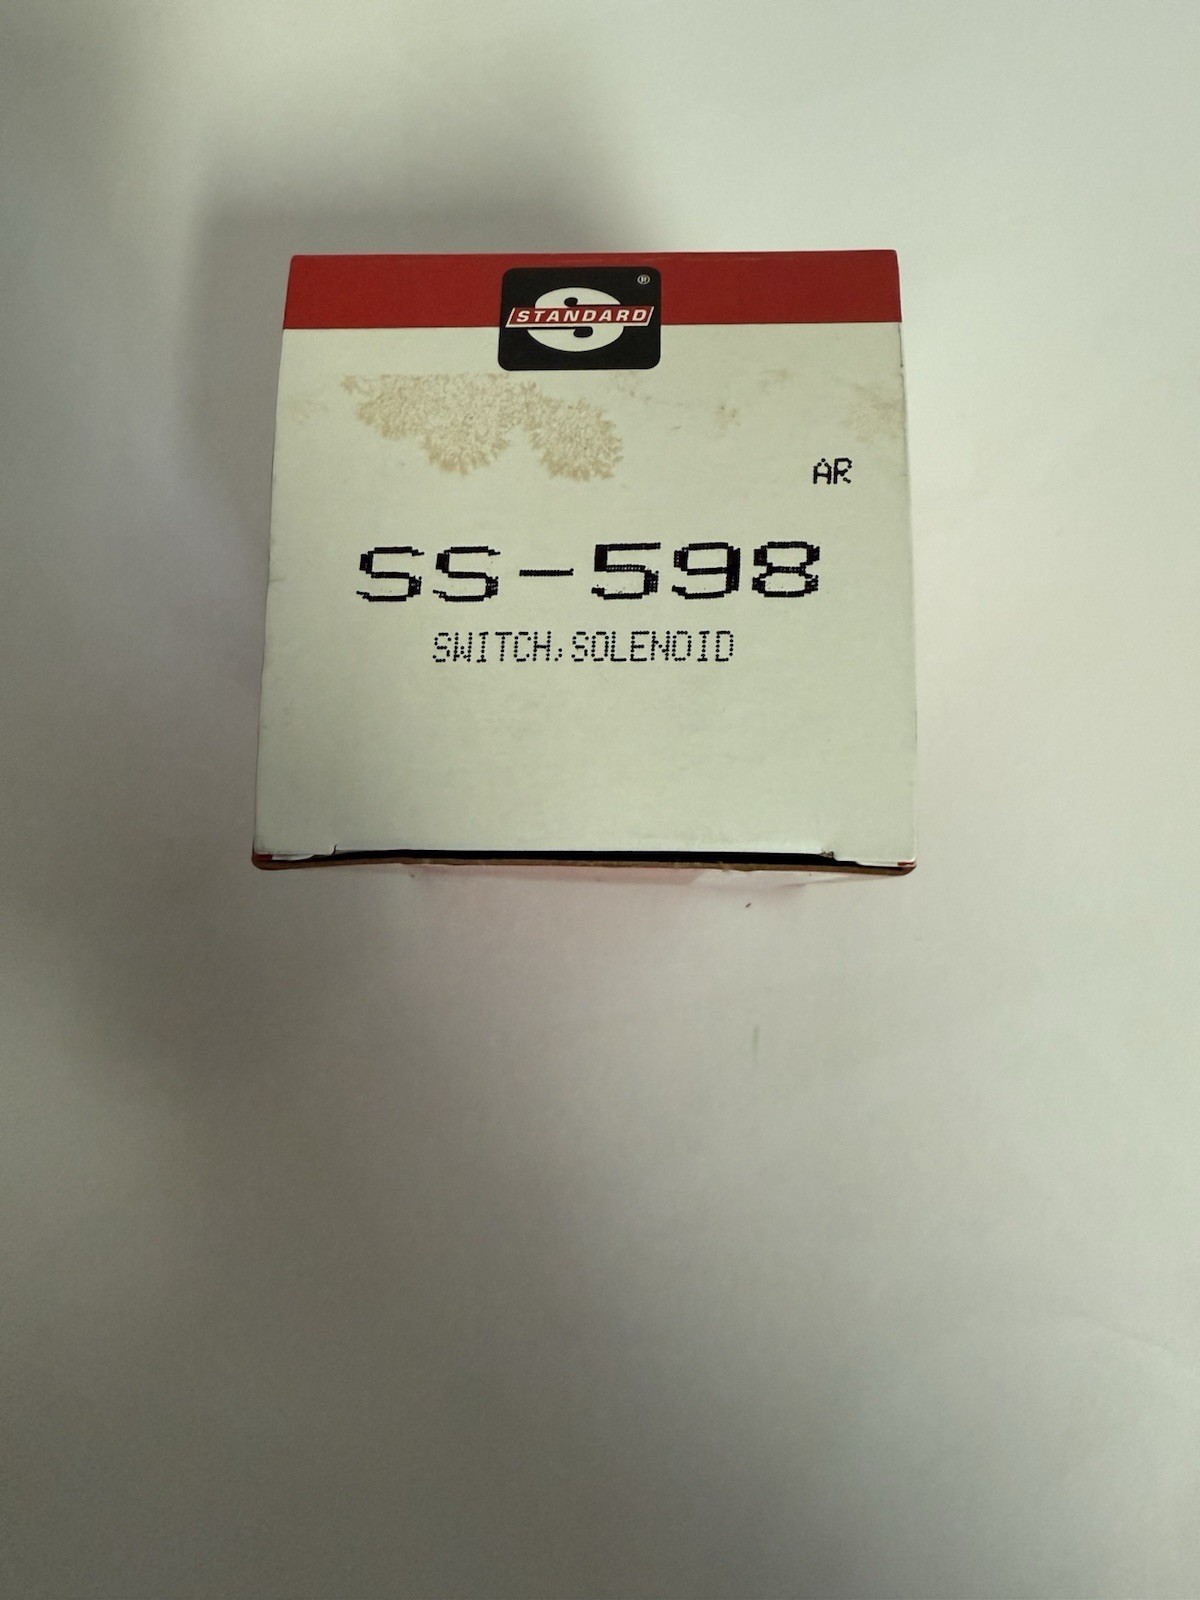 STANDARD®
AR
SS-598
SWITCH;SOLENOID